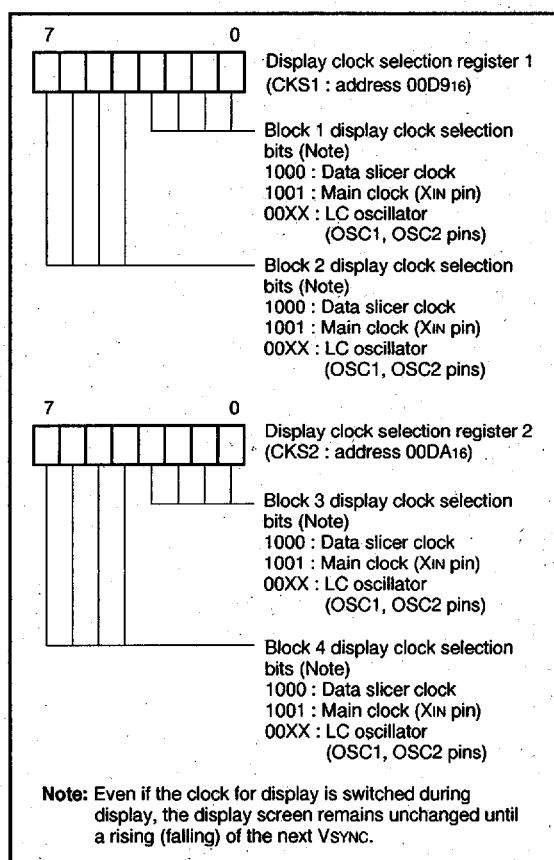 7 0
Display clock selection register 1
(CKS1 : address 00D916)
Block 1 display clock selection
bits (Note)
1000 : Data slicer clock
1001 : Main clock (XIN pin)
00XX : LC oscillator
(OSC1, OSC2 pins)
Block 2 display clock selection
bits (Note)
1000 : Data slicer clock
1001 : Main clock (XIN pin)
00XX : LC oscillator
(OSC1, OSC2 pins)
7 0
Display clock selection register 2
(CKS2 : address 00DA16)
Block 3 display clock selection
bits (Note)
1000 : Data slicer clock
1001 : Main clock (XIN pin)
00XX : LC oscillator
(OSC1, OSC2 pins)
Block 4 display clock selection
bits (Note)
1000 : Data slicer clock
1001 : Main clock (XIN pin)
00XX : LC oscillator
(OSC1, OSC2 pins)
Note: Even if the clock for display is switched during
display, the display screen remains unchanged until
a rising (falling) of the next VSYNC.